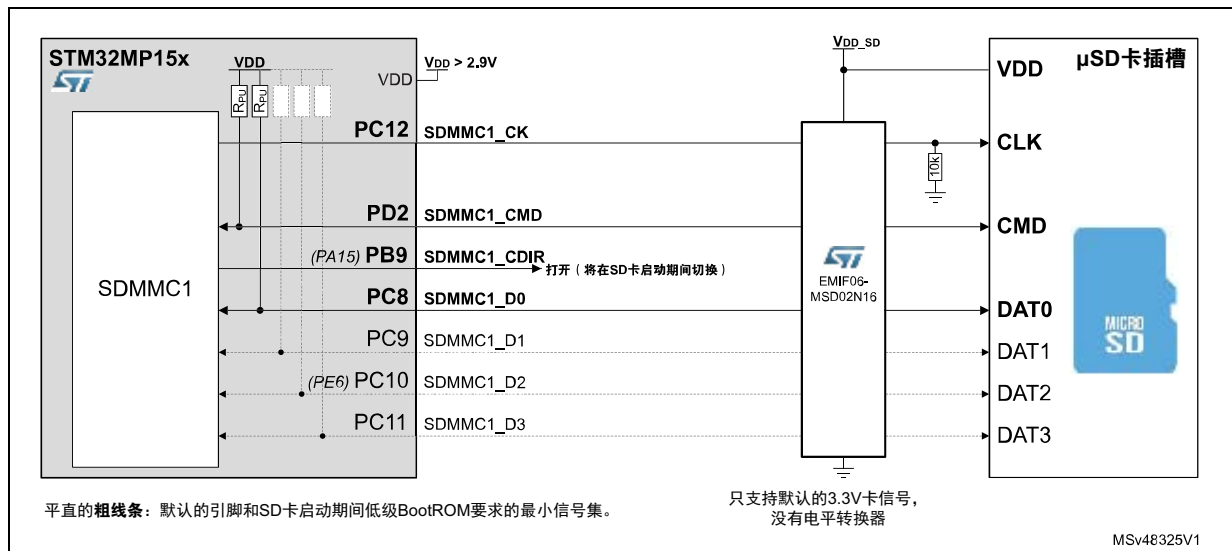 STM32MP15x
ST
VDD
VDD > 2.9V
VDD
RPU
RPU
SDMMC1
PC12
SDMMC1_CK
PD2
SDMMC1_CMD
(PA15) PB9
SDMMC1_CDIR
打开（将在SD卡启动期间切换）
PC8
SDMMC1_D0
PC9
SDMMC1_D1
(PE6) PC10
SDMMC1_D2
PC11
SDMMC1_D3
VDD_SD
ST
EMIF06-
MSD02N16
10k
μSD卡插槽
VDD
CLK
CMD
DAT0
DAT1
DAT2
DAT3
MICRO
SD
平直的粗线条：默认的引脚和SD卡启动期间低级BootROM要求的最小信号集。
只支持默认的3.3V卡信号，
没有电平转换器
MSv48325V1